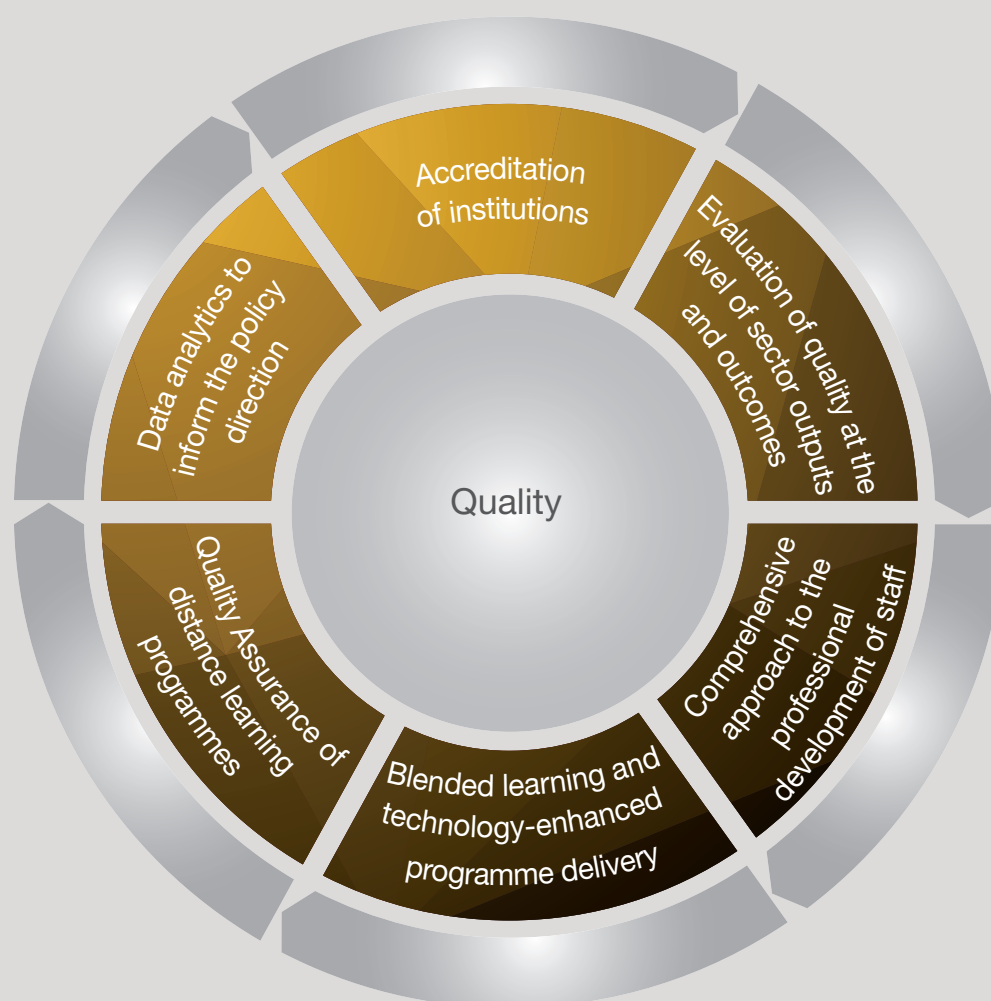 Accreditation
of institutions
Evaluation of quality at the
level of sector outputs
and outcomes
Comprehensive
approach to the
professional
development of staff
Blended learning and
technology-enhanced
programme delivery
Quality Assurance of
distance learning
programmes
Data analytics to
inform the policy
direction
Quality